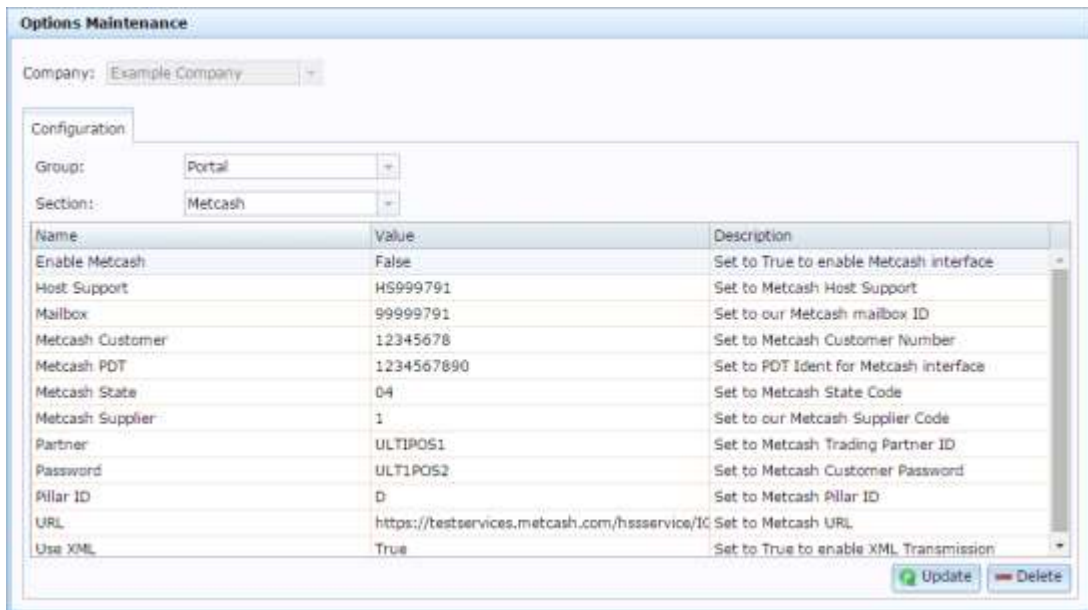 Options Maintenance
Company: Example Company
Configuration
Group: Portal
Section: Metcash
Name Value Description
Enable Metcash False Set to True to enable Metcash interface
Host Support HS999791 Set to Metcash Host Support
Mailbox 99999791 Set to our Metcash mailbox ID
Metcash Customer 12345678 Set to Metcash Customer Number
Metcash PDT 1234567890 Set to PDT Ident for Metcash interface
Metcash State 04 Set to Metcash State Code
Metcash Supplier 1 Set to our Metcash Supplier Code
Partner ULTIPOS1 Set to Metcash Trading Partner ID
Password ULT1POS2 Set to Metcash Customer Password
Pillar ID D Set to Metcash Pillar ID
URL https://testservices.metcash.com/hssservice/IC Set to Metcash URL
Use XML True Set to True to enable XML Transmission
Update Delete